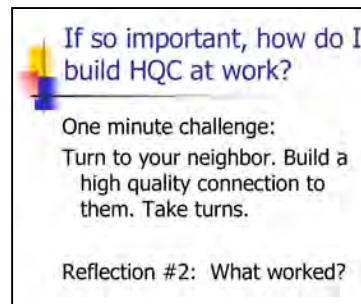 If so important, how do I
build HQC at work?
One minute challenge:
Turn to your neighbor. Build a
high quality connection to
them. Take turns.
Reflection #2: What worked?